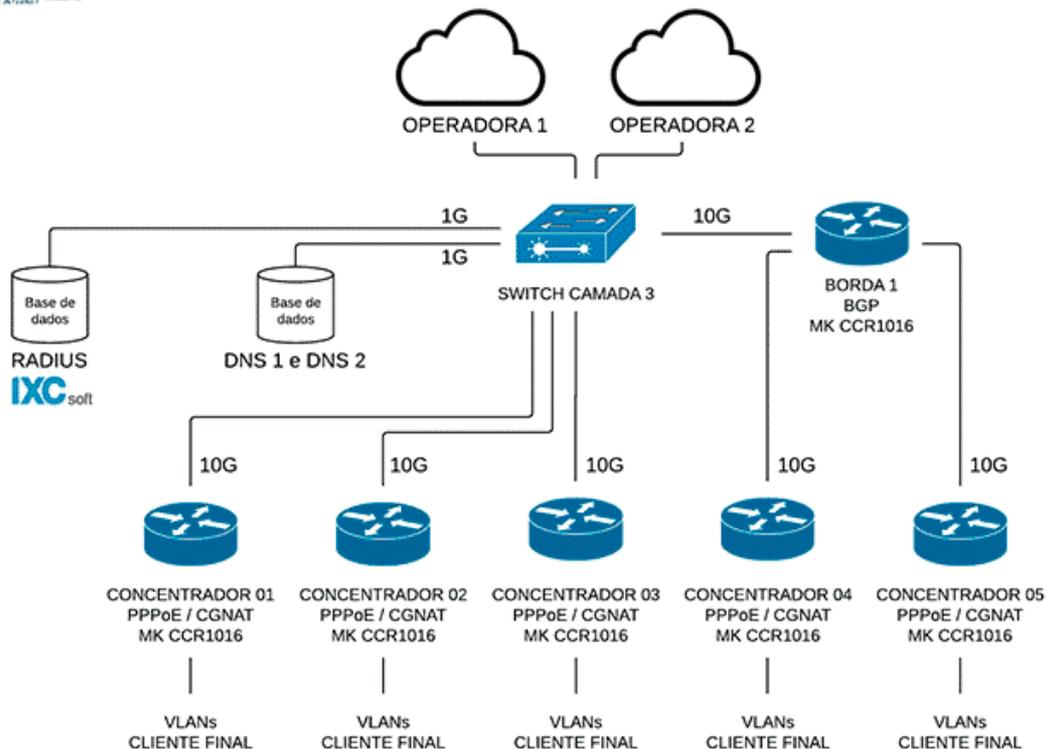 OPERADORA 1
OPERADORA 2
1G
10G
1G
SWITCH CAMADA 3
BORDA 1
BGP
MK CCR1016
Base de
dados
RADIUS
IXCsoft
Base de
dados
DNS 1 e DNS 2
10G
10G
10G
10G
10G
CONCENTRADOR 01
PPPoE / CGNAT
MK CCR1016
CONCENTRADOR 02
PPPoE / CGNAT
MK CCR1016
CONCENTRADOR 03
PPPoE / CGNAT
MK CCR1016
CONCENTRADOR 04
PPPoE / CGNAT
MK CCR1016
CONCENTRADOR 05
PPPoE / CGNAT
MK CCR1016
VLANs
CLIENTE FINAL
VLANs
CLIENTE FINAL
VLANs
CLIENTE FINAL
VLANs
CLIENTE FINAL
VLANs
CLIENTE FINAL